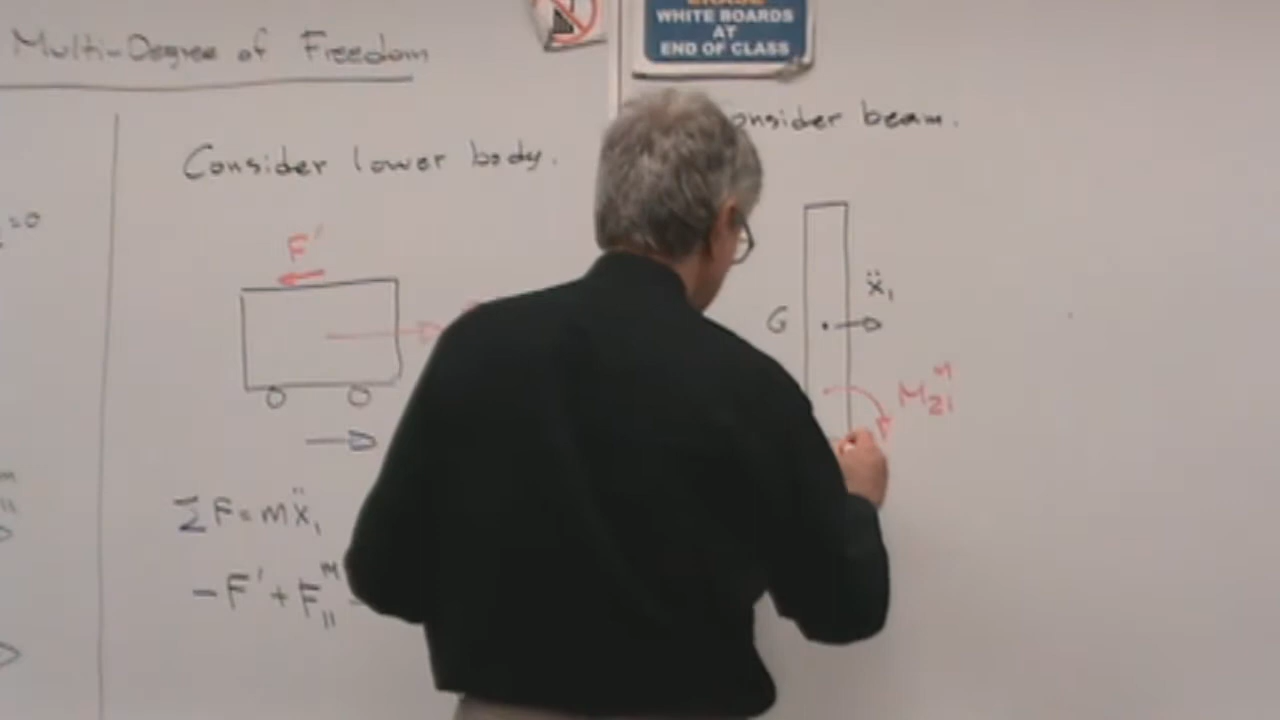 Multi-Degree of Freedom
WHITE BOARDS
AT
END OF CLASS
Consider lower body.
onsider beam.
=0
F'
ẍ₁
G
M₂₁ᴹ
ΣF=mẍ₁
-F'+F₁₁ᴹ